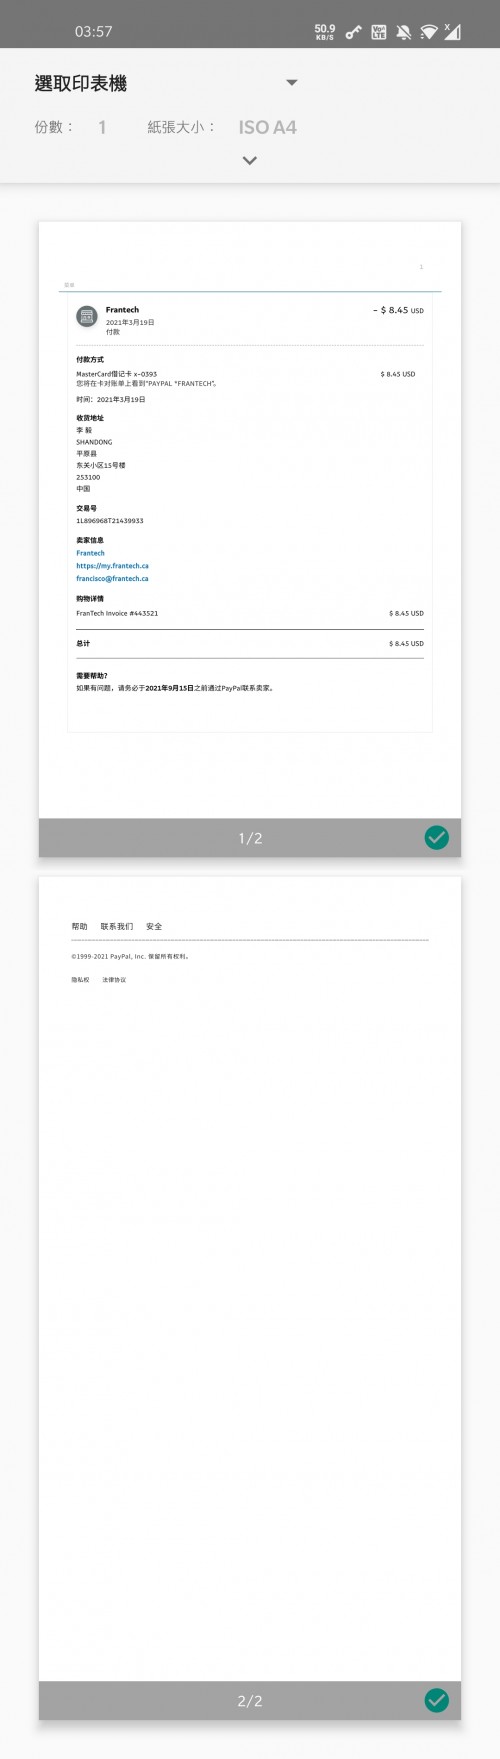 03:57 50.9 KB/S Vo LTE X
選取印表機
份數： 1 紙張大小： ISO A4
1
Frantech - $ 8.45 USD
2021年3月19日
付款
付款方式
MasterCard借记卡 x-0393 $ 8.45 USD
您将在卡对账单上看到"PAYPAL *FRANTECH"。
时间：2021年3月19日
收货地址
李 毅
SHANDONG
平原县
东关小区15号楼
253100
中国
交易号
1L896968T21439933
卖家信息
Frantech
https://my.frantech.ca
francisco@frantech.ca
购物详情
FranTech Invoice #443521 $ 8.45 USD
总计 $ 8.45 USD
需要帮助？
如果有问题，请务必于2021年9月15日之前通过PayPal联系卖家。
1/2
帮助 联系我们 安全
©1999-2021 PayPal, Inc. 保留所有权利。
隐私权 法律协议
2/2